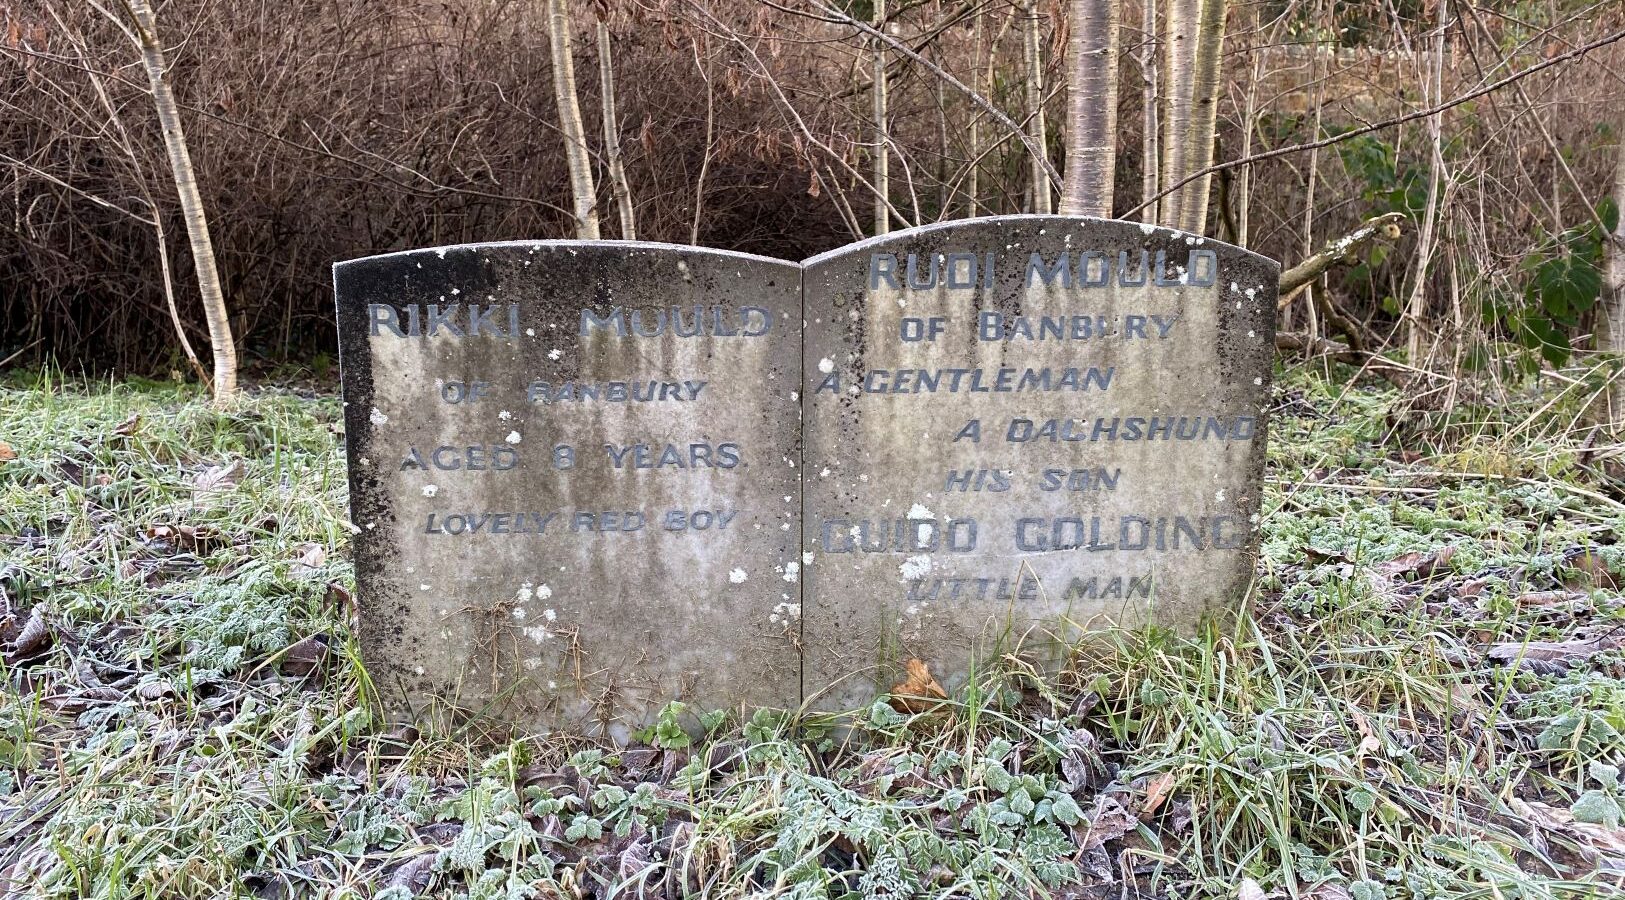 RIKKI MOULD
OF BANBURY
AGED 8 YEARS.
LOVELY RED BOY
RUDI MOULD
OF BANBURY
A GENTLEMAN
A DACHSHUND
HIS SON
GUIDO GOLDING
LITTLE MAN